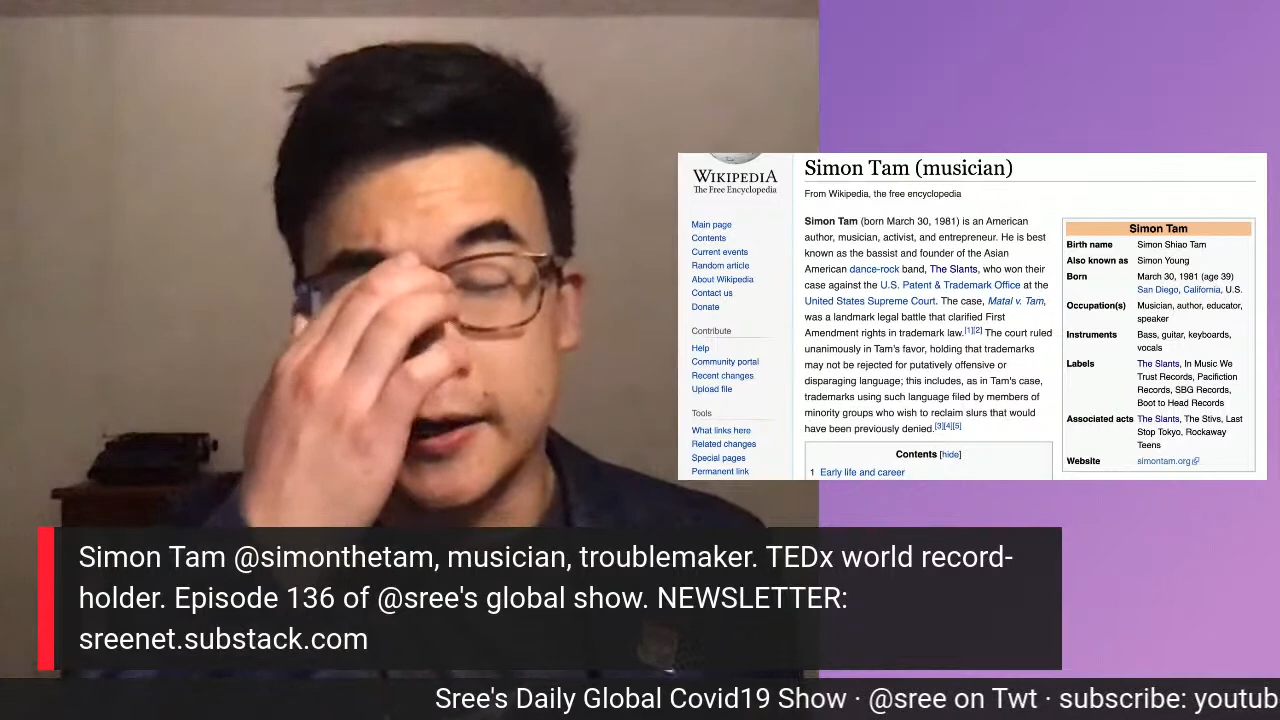 WIKIPEDIA
The Free Encyclopedia
Main page
Contents
Current events
Random article
About Wikipedia
Contact us
Donate
Contribute
Help
Community portal
Recent changes
Upload file
Tools
What links here
Related changes
Special pages
Permanent link
Simon Tam (musician)
From Wikipedia, the free encyclopedia
Simon Tam (born March 30, 1981) is an American
author, musician, activist, and entrepreneur. He is best
known as the bassist and founder of the Asian
American dance-rock band, The Slants, who won their
case against the U.S. Patent & Trademark Office at the
United States Supreme Court. The case, Matal v. Tam,
was a landmark legal battle that clarified First
Amendment rights in trademark law.[1][2] The court ruled
unanimously in Tam's favor, holding that trademarks
may not be rejected for putatively offensive or
disparaging language; this includes, as in Tam's case,
trademarks using such language filed by members of
minority groups who wish to reclaim slurs that would
have been previously denied.[3][4][5]
Contents [hide]
1 Early life and career
Simon Tam
Birth name Simon Shiao Tam
Also known as Simon Young
Born March 30, 1981 (age 39)
San Diego, California, U.S.
Occupation(s) Musician, author, educator,
speaker
Instruments Bass, guitar, keyboards,
vocals
Labels The Slants, In Music We
Trust Records, Pacifiction
Records, SBG Records,
Boot to Head Records
Associated acts The Slants, The Stivs, Last
Stop Tokyo, Rockaway
Teens
Website simontam.org
Simon Tam @simonthetam, musician, troublemaker. TEDx world record-
holder. Episode 136 of @sree's global show. NEWSLETTER:
sreenet.substack.com
Sree's Daily Global Covid19 Show · @sree on Twt · subscribe: youtub